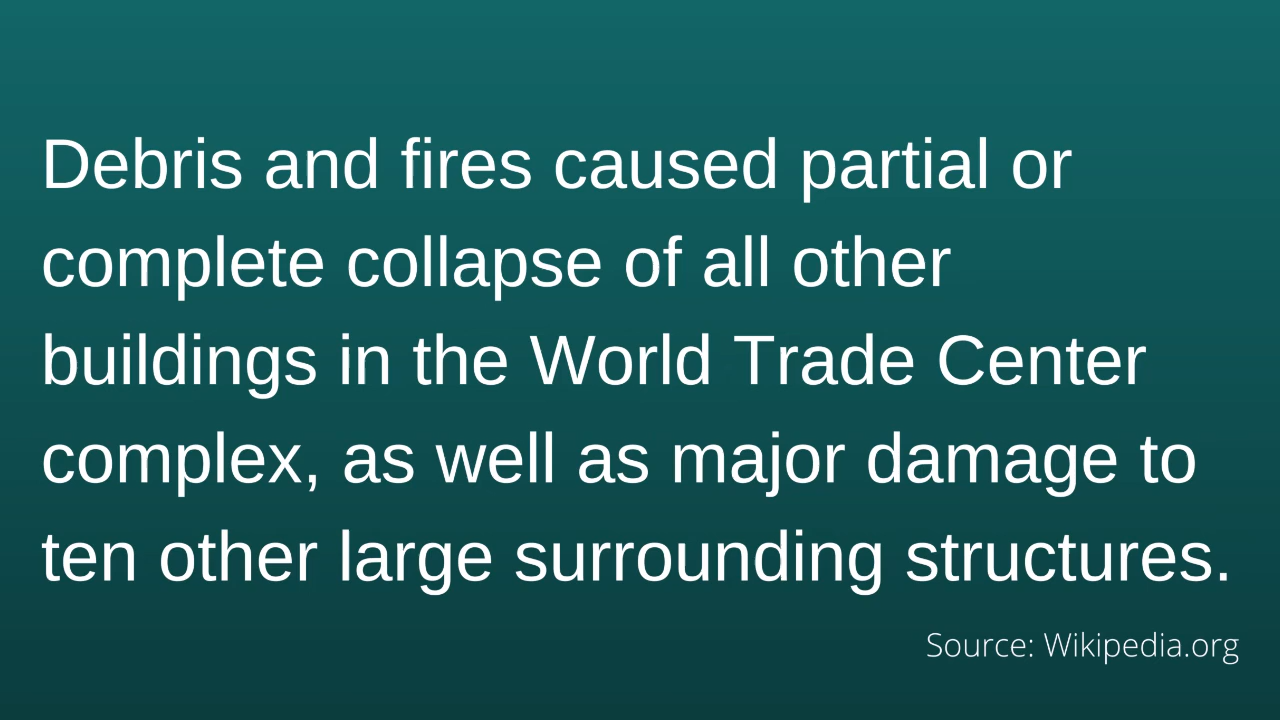 Debris and fires caused partial or
complete collapse of all other
buildings in the World Trade Center
complex, as well as major damage to
ten other large surrounding structures.
Source: Wikipedia.org